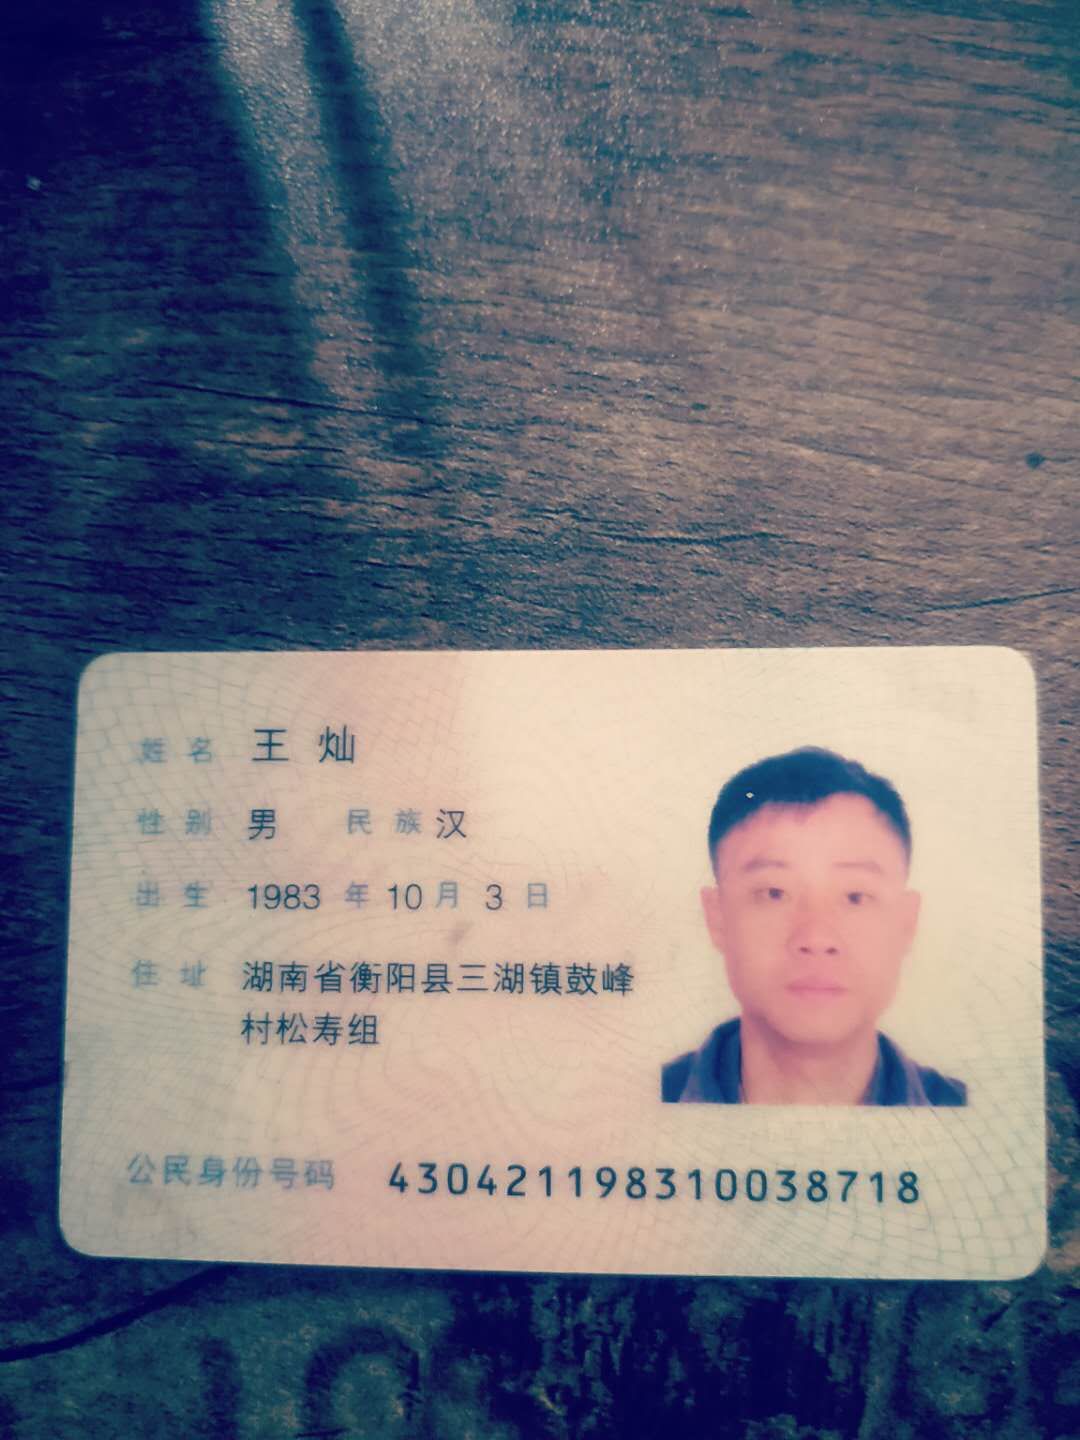 姓名 王灿
性别 男 民族 汉
出生 1983 年 10 月 3 日
住址 湖南省衡阳县三湖镇鼓峰
村松寿组
公民身份号码 430421198310038718